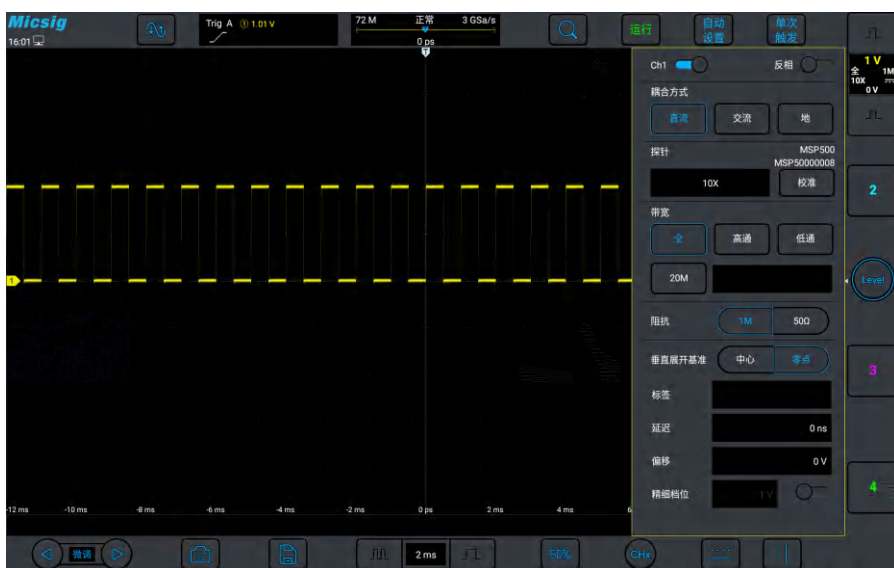 Micsig
16:01
Trig A ① 1.01 V
72 M 正常 3 GSa/s
0 ps
T
运行
自动
设置
单次
触发
Ch1
反相
1 V
全 1M
10X
0 V
耦合方式
直流 交流 地
探针 MSP500
MSP50000008
10X 校准
2
带宽
全 高通 低通
20M
1
Level
阻抗 1M 50Ω
垂直展开基准 中心 零点
3
标签
延迟 0 ns
偏移 0 V
精细档位 1 V
4
-12 ms -10 ms -8 ms -6 ms -4 ms -2 ms 0 ps 2 ms 4 ms 6
微调
2 ms
50%
CHx